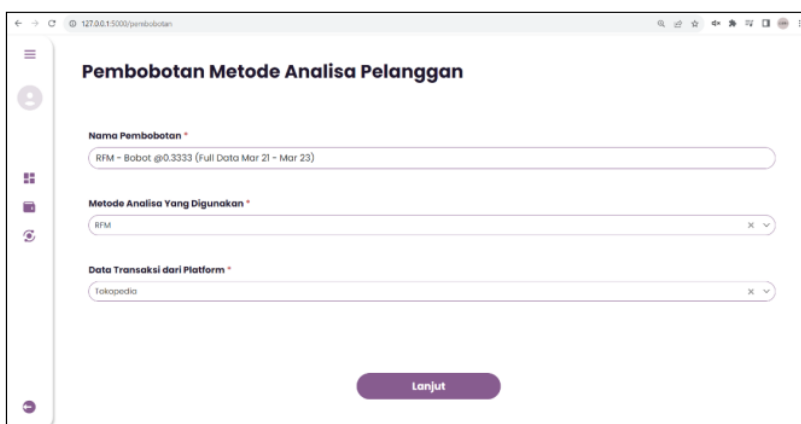 127.0.0.1:5000/pembobotan
Pembobotan Metode Analisa Pelanggan
Nama Pembobotan *
RFM - Bobot @0.3333 (Full Data Mar 21 - Mar 23)
Metode Analisa Yang Digunakan *
RFM
Data Transaksi dari Platform *
Tokopedia
Lanjut